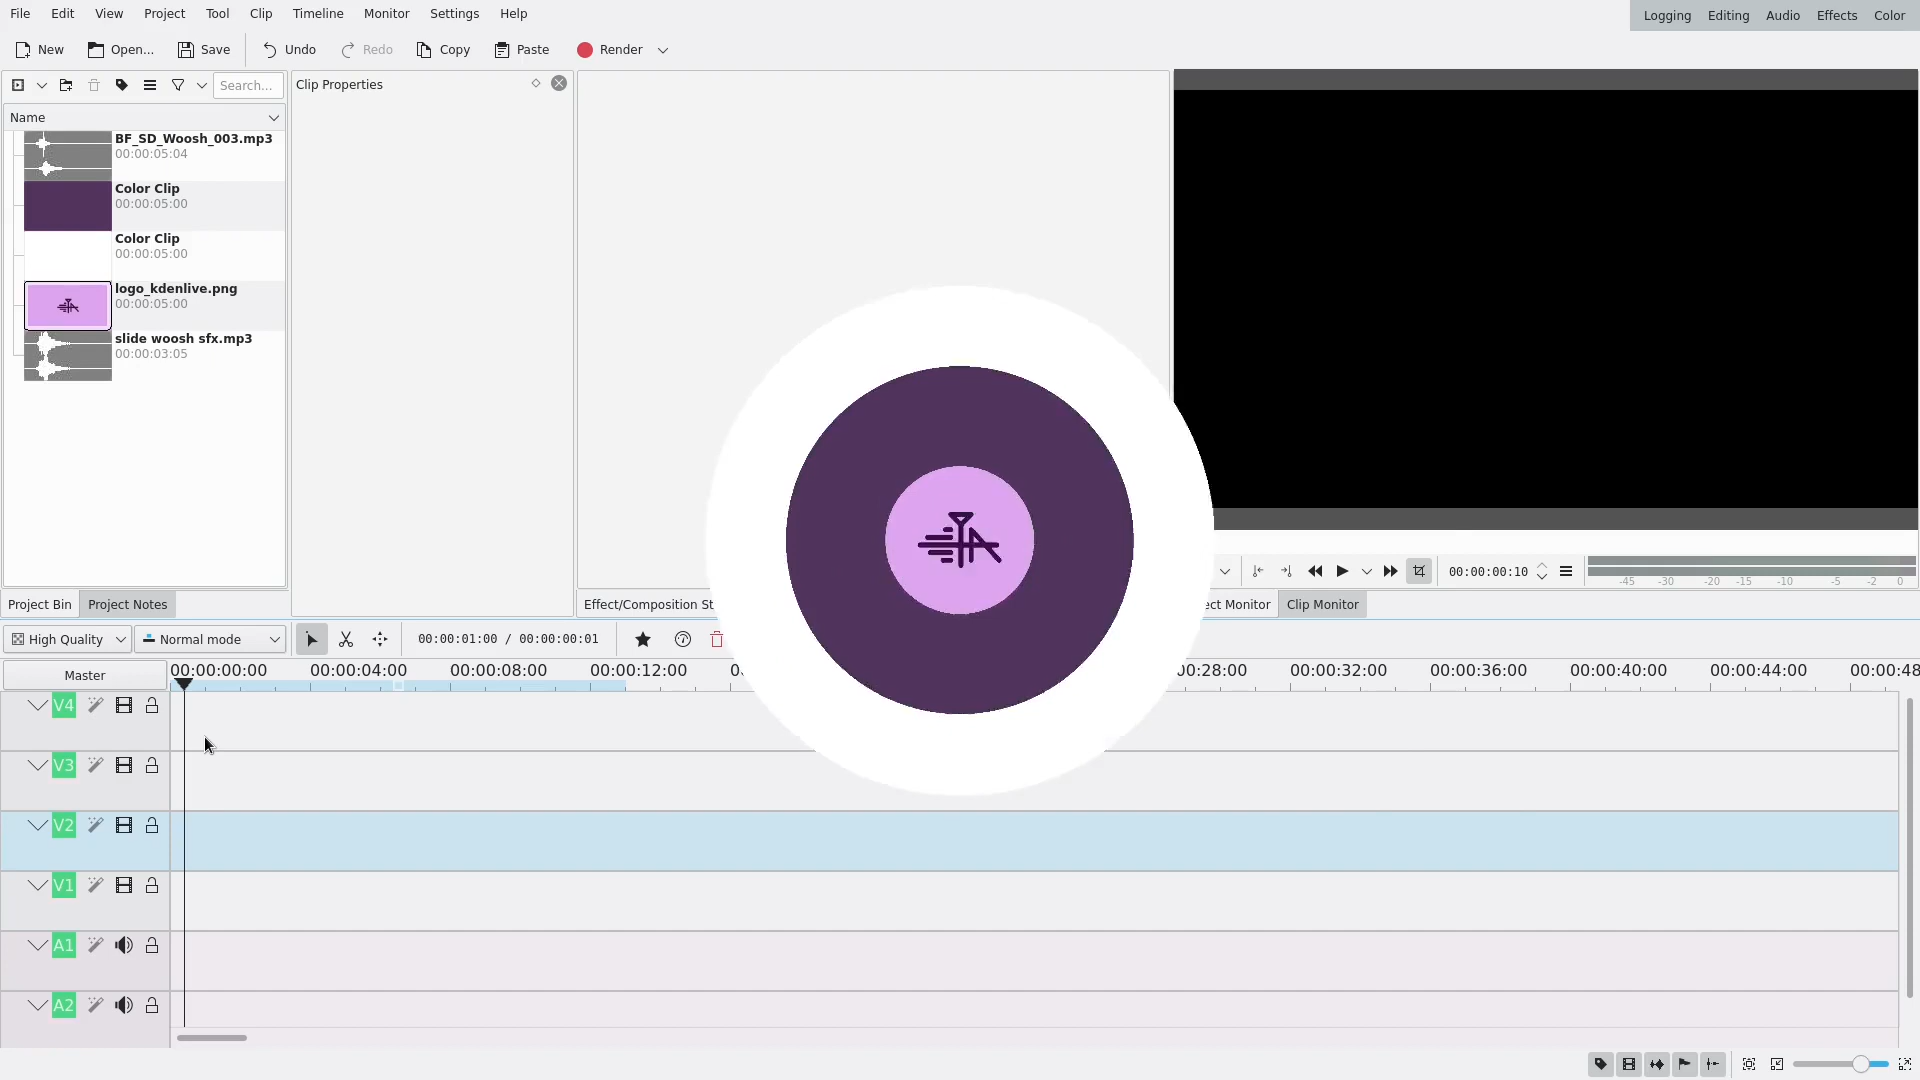 File Edit View Project Tool Clip Timeline Monitor Settings Help
Logging Editing Audio Effects Color
New Open... Save Undo Redo Copy Paste Render
Search...
Clip Properties
Name
BF_SD_Woosh_003.mp3
00:00:05:04
Color Clip
00:00:05:00
Color Clip
00:00:05:00
logo_kdenlive.png
00:00:05:00
slide woosh sfx.mp3
00:00:03:05
00:00:00:10
-45 -30 -20 -15 -10 -5 -2 0
Project Bin Project Notes
Effect/Composition St
ect Monitor Clip Monitor
High Quality Normal mode 00:00:01:00 / 00:00:00:01
Master
00:00:00:00 00:00:04:00 00:00:08:00 00:00:12:00 00:28:00 00:00:32:00 00:00:36:00 00:00:40:00 00:00:44:00 00:00:48
V4
V3
V2
V1
A1
A2